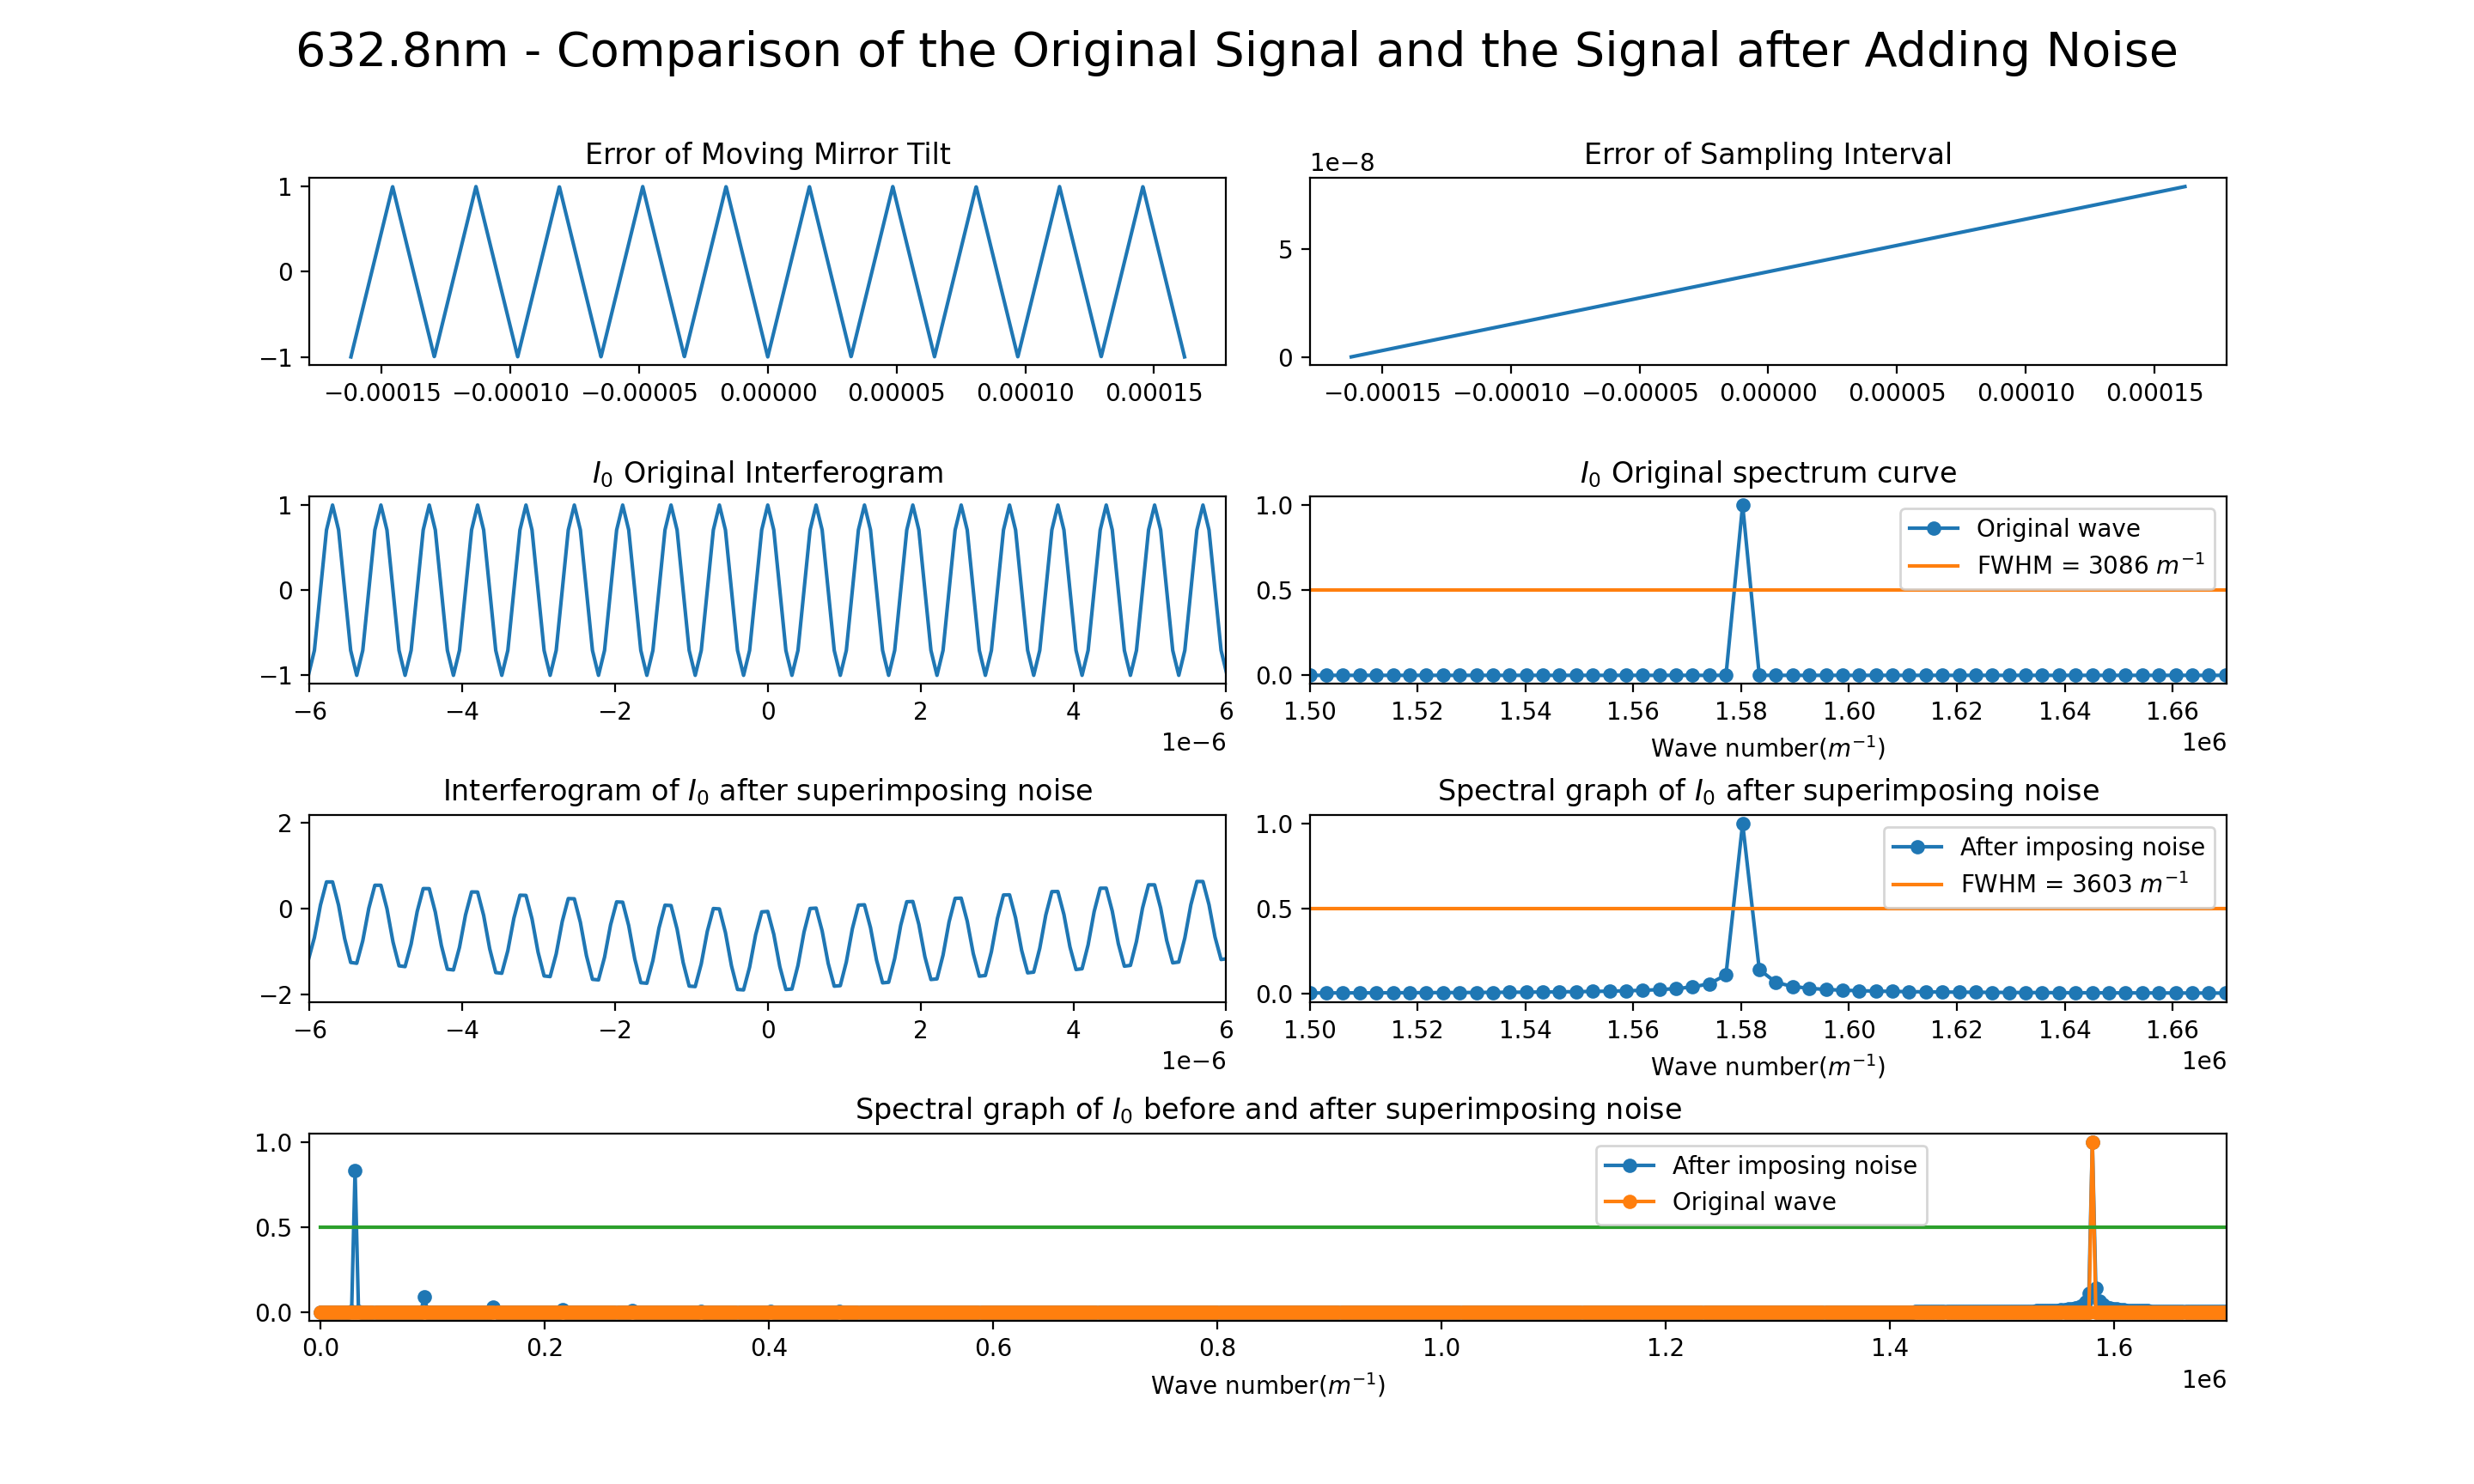 632.8nm - Comparison of the Original Signal and the Signal after Adding Noise
Error of Moving Mirror Tilt
1
0
−1
−0.00015 −0.00010 −0.00005 0.00000 0.00005 0.00010 0.00015
Error of Sampling Interval
1e−8
5
0
−0.00015 −0.00010 −0.00005 0.00000 0.00005 0.00010 0.00015
I₀ Original Interferogram
1
0
−1
−6 −4 −2 0 2 4 6
1e−6
I₀ Original spectrum curve
1.0
0.5
0.0
Original wave
FWHM = 3086 m⁻¹
1.50 1.52 1.54 1.56 1.58 1.60 1.62 1.64 1.66
Wave number(m⁻¹)
1e6
Interferogram of I₀ after superimposing noise
2
0
−2
−6 −4 −2 0 2 4 6
1e−6
Spectral graph of I₀ after superimposing noise
1.0
0.5
0.0
After imposing noise
FWHM = 3603 m⁻¹
1.50 1.52 1.54 1.56 1.58 1.60 1.62 1.64 1.66
Wave number(m⁻¹)
1e6
Spectral graph of I₀ before and after superimposing noise
1.0
0.5
0.0
After imposing noise
Original wave
0.0 0.2 0.4 0.6 0.8 1.0 1.2 1.4 1.6
Wave number(m⁻¹)
1e6